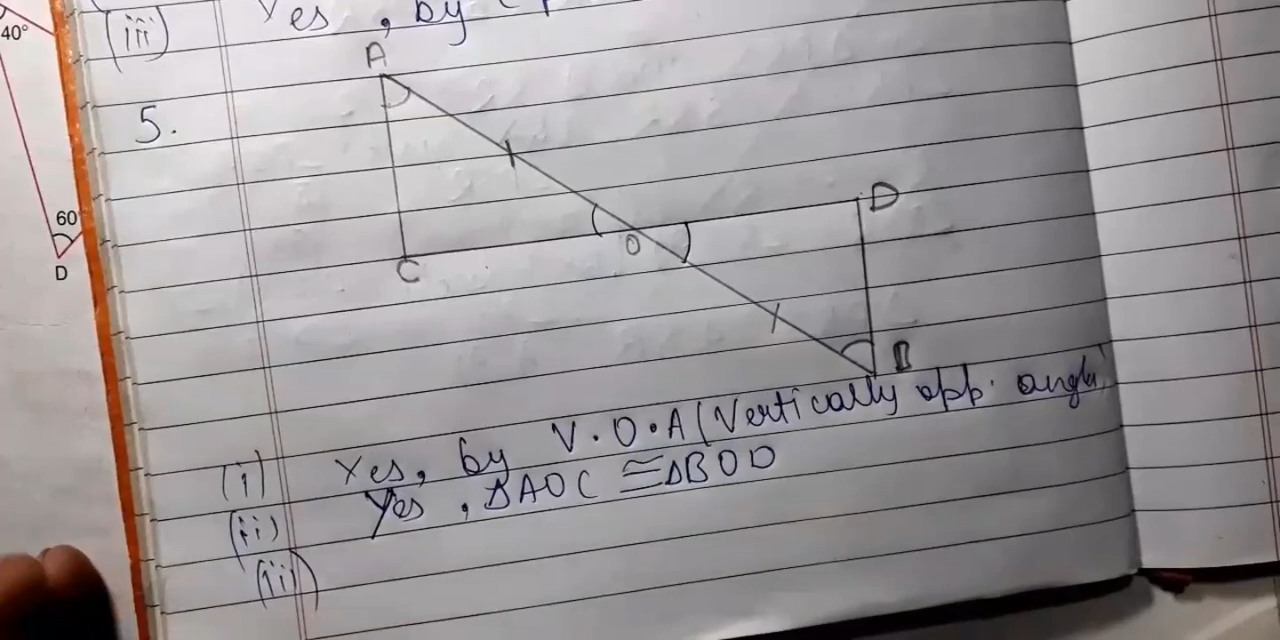 40°
(iii) Yes, by
A
5.
D
60
O
C
D
(i) Yes, by V.O.A (Vertically opp. angle)
(ii) Yes, ΔAOC ≅ ΔBOD
(iii)